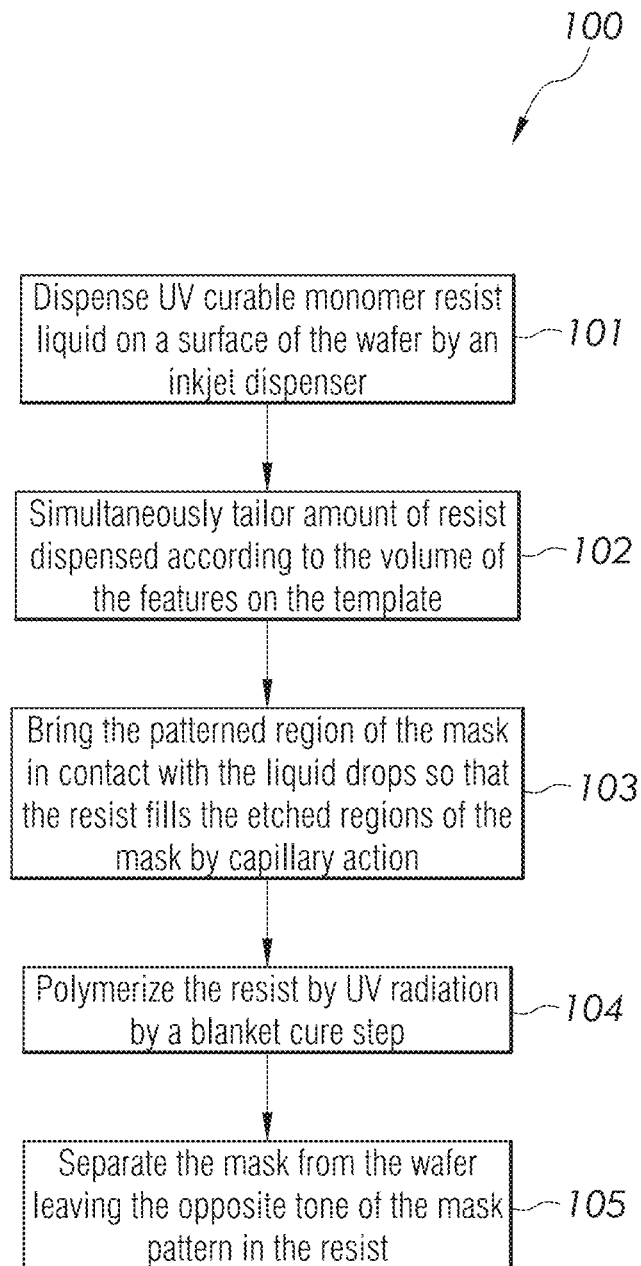 100
Dispense UV curable monomer resist
liquid on a surface of the wafer by an
inkjet dispenser
101
Simultaneously tailor amount of resist
dispensed according to the volume of
the features on the template
102
Bring the patterned region of the mask
in contact with the liquid drops so that
the resist fills the etched regions of the
mask by capillary action
103
Polymerize the resist by UV radiation
by a blanket cure step
104
Separate the mask from the wafer
leaving the opposite tone of the mask
pattern in the resist
105